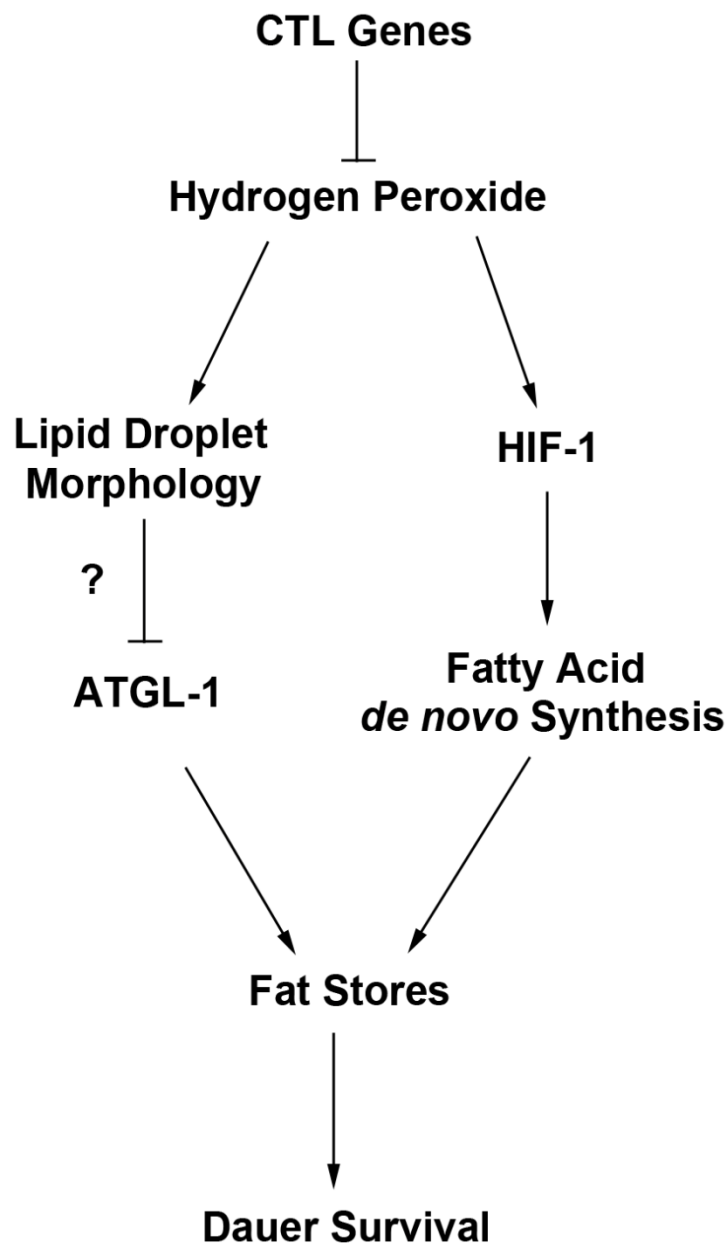 CTL Genes
Hydrogen Peroxide
Lipid Droplet
Morphology
HIF-1
?
ATGL-1
Fatty Acid
de novo Synthesis
Fat Stores
Dauer Survival